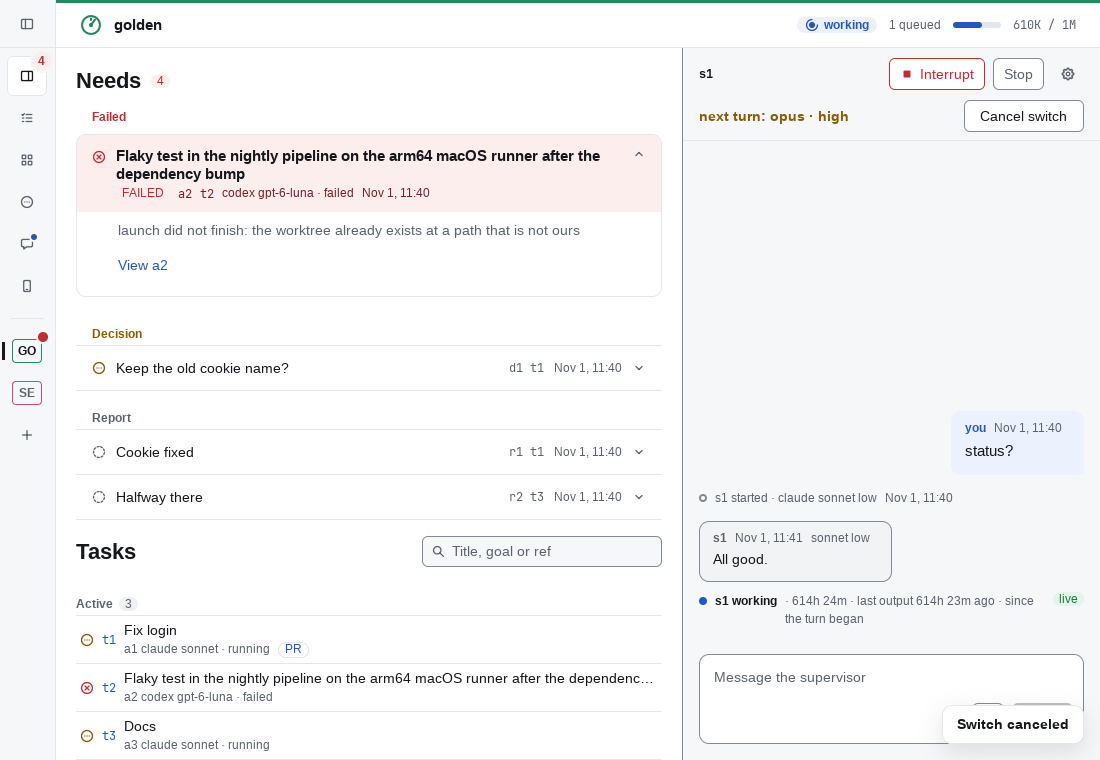 golden
working
1 queued
610K / 1M
4
Needs 4
Failed
Flaky test in the nightly pipeline on the arm64 macOS runner after the
dependency bump
FAILED a2 t2 codex gpt-6-luna · failed Nov 1, 11:40
launch did not finish: the worktree already exists at a path that is not ours
View a2
Decision
Keep the old cookie name? d1 t1 Nov 1, 11:40
Report
Cookie fixed r1 t1 Nov 1, 11:40
Halfway there r2 t3 Nov 1, 11:40
GO
SE
Tasks
Title, goal or ref
Active 3
t1 Fix login
a1 claude sonnet · running PR
t2 Flaky test in the nightly pipeline on the arm64 macOS runner after the dependenc…
a2 codex gpt-6-luna · failed
t3 Docs
a3 claude sonnet · running
s1
Interrupt
Stop
next turn: opus · high
Cancel switch
you Nov 1, 11:40
status?
s1 started · claude sonnet low Nov 1, 11:40
s1 Nov 1, 11:41 sonnet low
All good.
s1 working · 614h 24m · last output 614h 23m ago · since
the turn began
live
Message the supervisor
Switch canceled